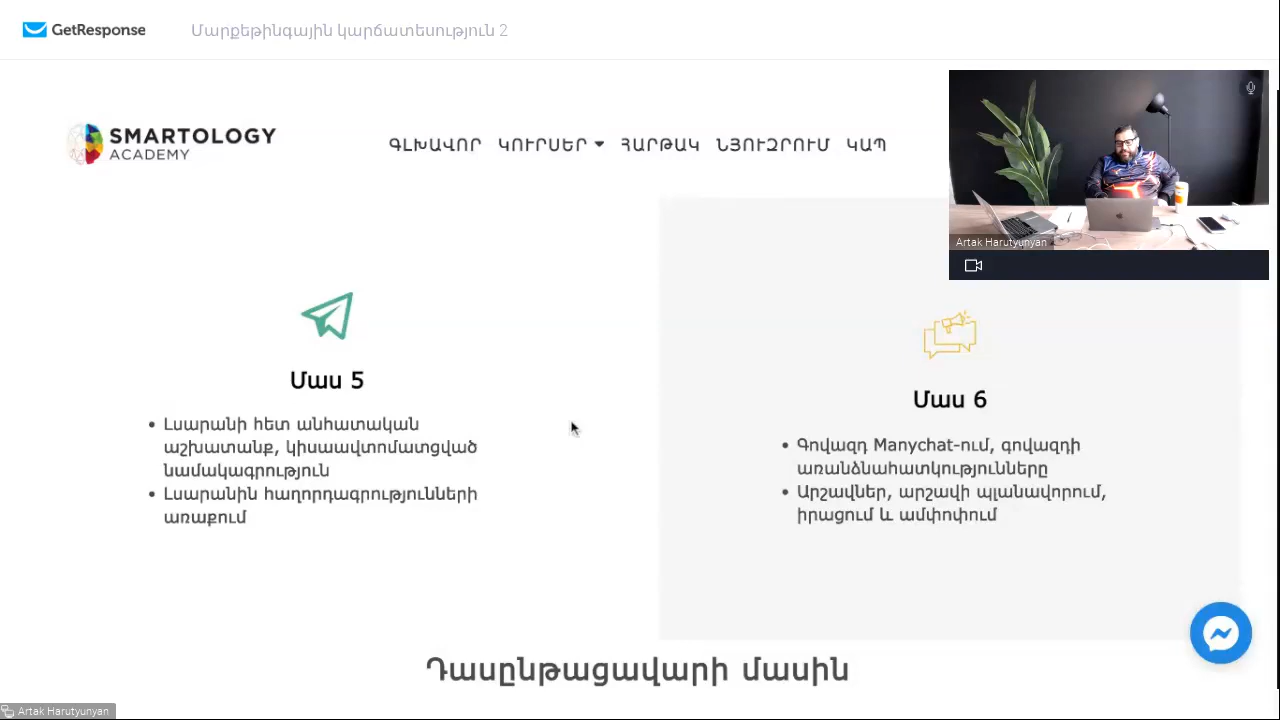 GetResponse
Մարքեթինգային կարճատեսություն 2
SMARTOLOGY
ACADEMY
ԳԼԽԱՎՈՐ ԿՈՒՐՍԵՐ ՀԱՐԹԱԿ ՆՅՈՒԶՐՈՒՄ ԿԱՊ
Artak Harutyunyan
Մաս 5
Լսարանի հետ անհատական
աշխատանք, կիսաավտոմատցված
նամակագրություն
Լսարանին հաղորդագրությունների
առաքում
Մաս 6
Գովազդ Manychat-ում, գովազդի
առանձնահատկությունները
Արշավներ, արշավի պլանավորում,
իրացում և ամփոփում
Դասընթացավարի մասին
Artak Harutyunyan